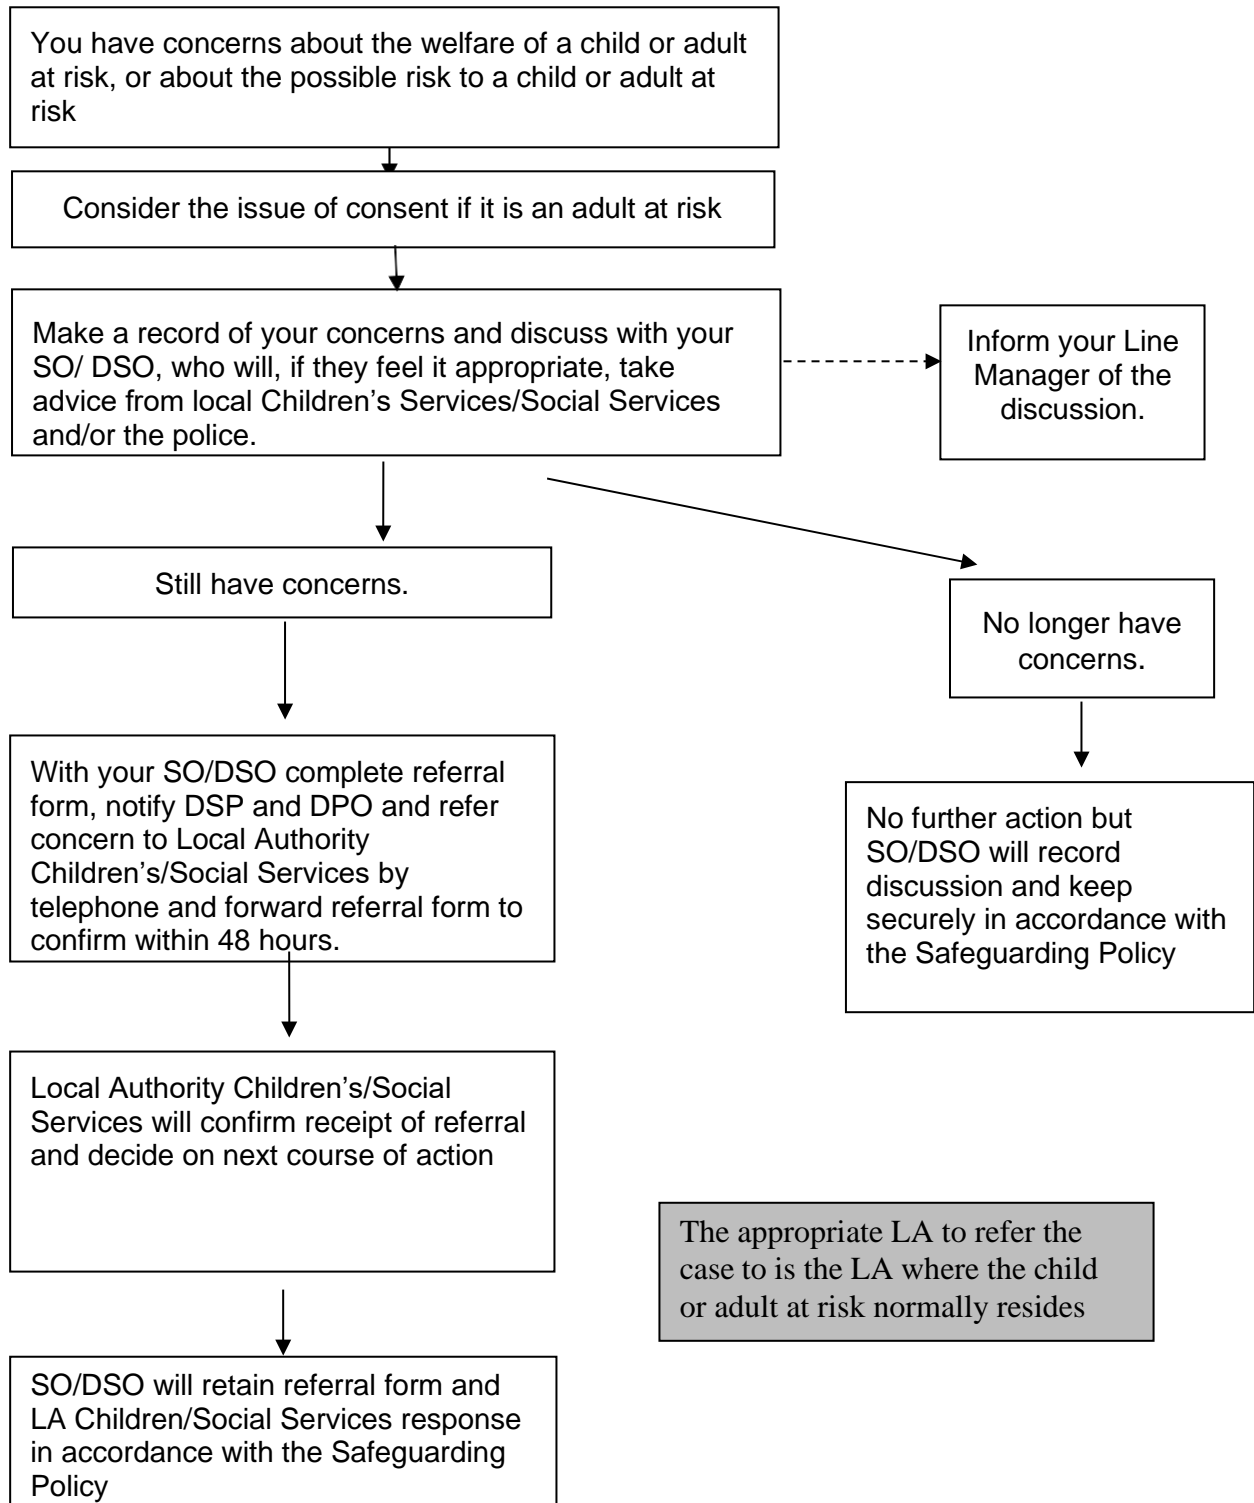 You have concerns about the welfare of a child or adult
at risk, or about the possible risk to a child or adult at
risk
Consider the issue of consent if it is an adult at risk
Make a record of your concerns and discuss with your
SO/ DSO, who will, if they feel it appropriate, take
advice from local Children’s Services/Social Services
and/or the police.
Inform your Line
Manager of the
discussion.
Still have concerns.
No longer have
concerns.
With your SO/DSO complete referral
form, notify DSP and DPO and refer
concern to Local Authority
Children’s/Social Services by
telephone and forward referral form to
confirm within 48 hours.
No further action but
SO/DSO will record
discussion and keep
securely in accordance with
the Safeguarding Policy
Local Authority Children’s/Social
Services will confirm receipt of referral
and decide on next course of action
The appropriate LA to refer the
case to is the LA where the child
or adult at risk normally resides
SO/DSO will retain referral form and
LA Children/Social Services response
in accordance with the Safeguarding
Policy